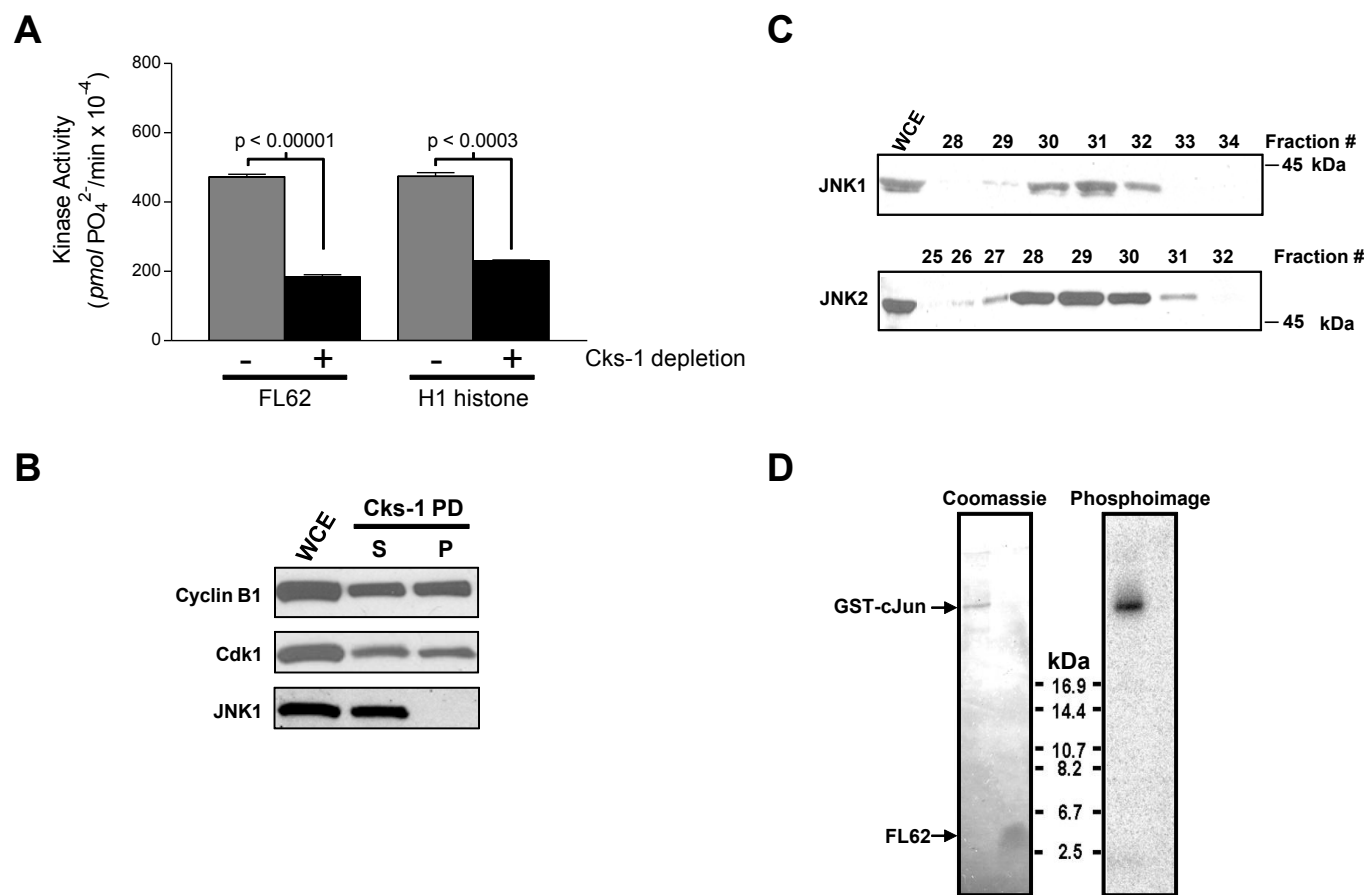 A
Kinase Activity
(pmol PO₄²⁻/min x 10⁻⁴)
800
600
400
200
0
p < 0.00001
p < 0.0003
- + - + Cks-1 depletion
FL62 H1 histone
B
Cks-1 PD
WCE S P
Cyclin B1
Cdk1
JNK1
C
WCE 28 29 30 31 32 33 34 Fraction #
45 kDa
JNK1
25 26 27 28 29 30 31 32 Fraction #
JNK2
45 kDa
D
Coomassie Phosphoimage
GST-cJun
kDa
16.9
14.4
10.7
8.2
6.7
FL62
2.5